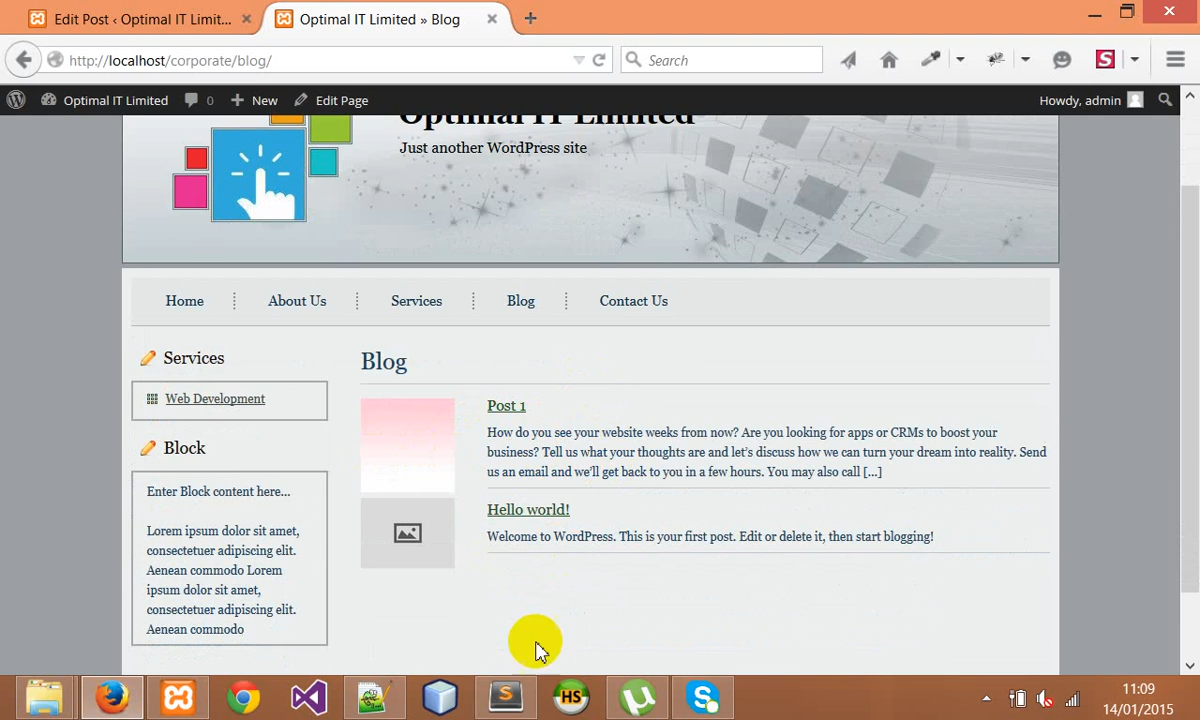 Edit Post ‹ Optimal IT Limit...
Optimal IT Limited » Blog
http://localhost/corporate/blog/
Search
S
Optimal IT Limited
0
New
Edit Page
Howdy, admin
Optimal IT Limited
Just another WordPress site
Home
About Us
Services
Blog
Contact Us
Services
Web Development
Block
Enter Block content here...
Lorem ipsum dolor sit amet,
consectetuer adipiscing elit.
Aenean commodo Lorem
ipsum dolor sit amet,
consectetuer adipiscing elit.
Aenean commodo
Blog
Post 1
How do you see your website weeks from now? Are you looking for apps or CRMs to boost your
business? Tell us what your thoughts are and let’s discuss how we can turn your dream into reality. Send
us an email and we’ll get back to you in a few hours. You may also call [...]
Hello world!
Welcome to WordPress. This is your first post. Edit or delete it, then start blogging!
HS
11:09
14/01/2015